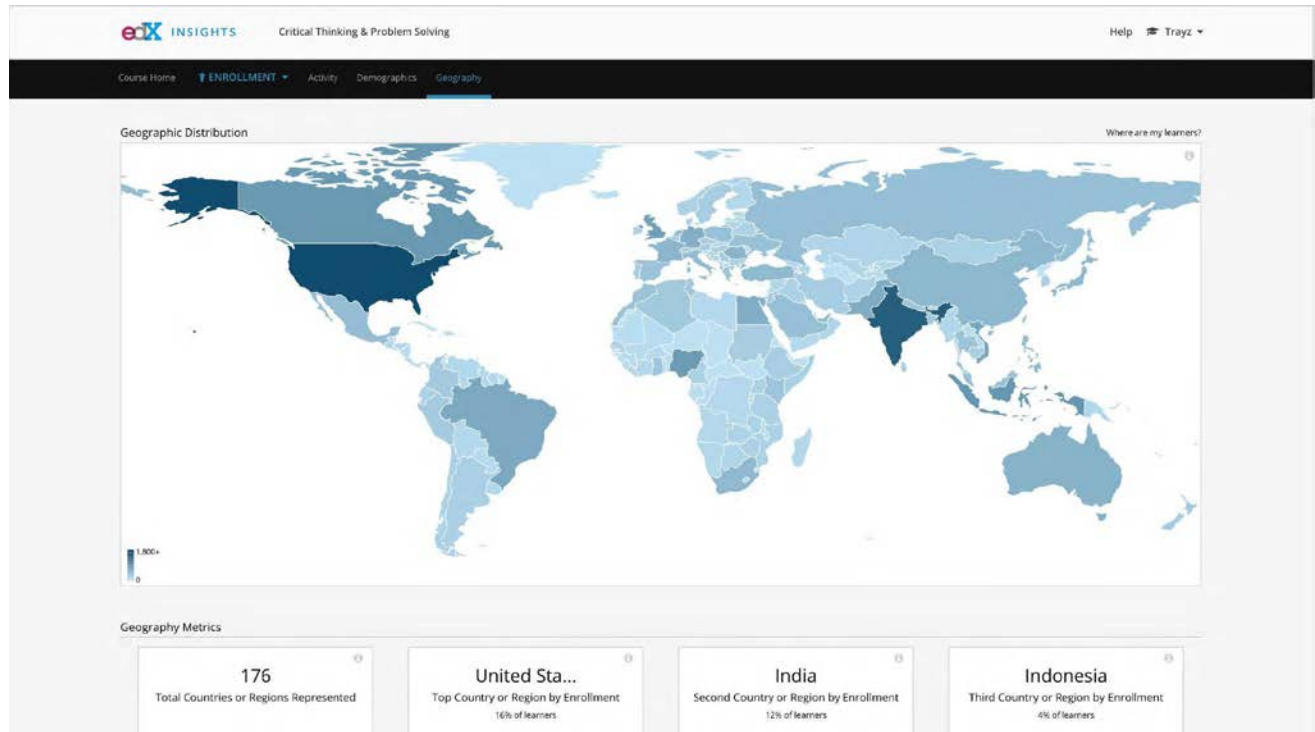 edX INSIGHTS Critical Thinking & Problem Solving Help Trayz
Course Home ENROLLMENT Activity Demographics Geography
Geographic Distribution Where are my learners?
1,800+
0
Geography Metrics
176
Total Countries or Regions Represented
United Sta...
Top Country or Region by Enrollment
16% of learners
India
Second Country or Region by Enrollment
12% of learners
Indonesia
Third Country or Region by Enrollment
4% of learners